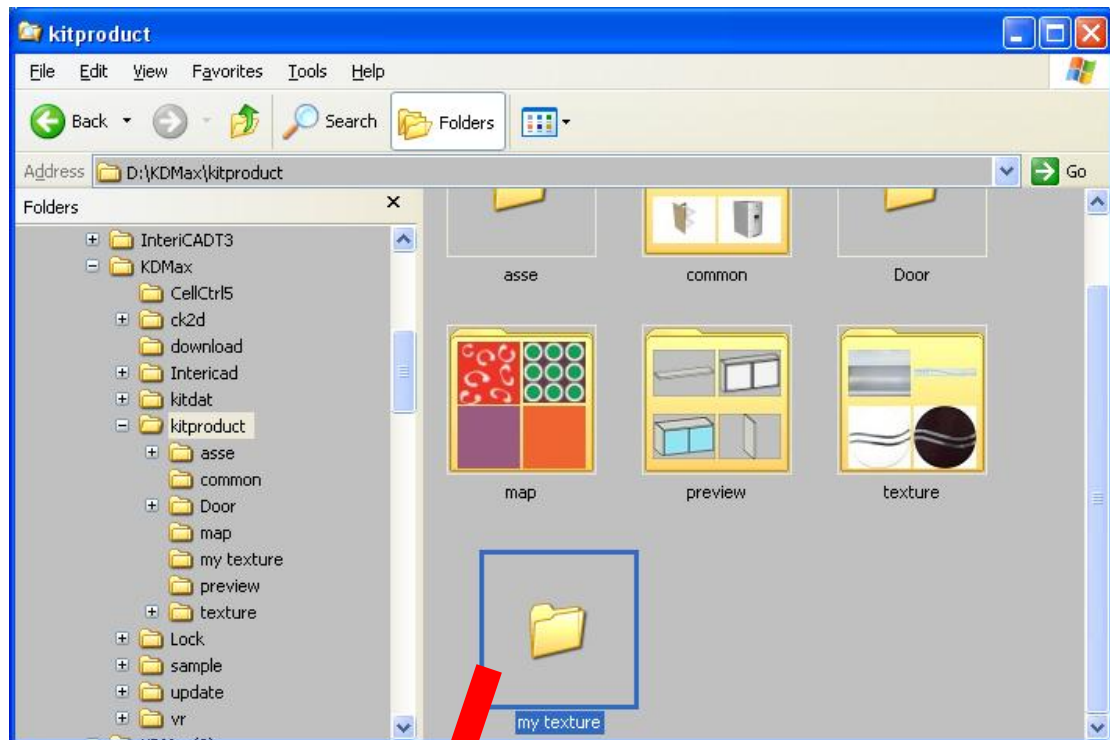 kitproduct
File Edit View Favorites Tools Help
Back Search Folders
Address D:\KDMax\kitproduct Go
Folders x
InteriCADT3
KDMax
CellCtrl5
ck2d
download
Intericad
kitdat
kitproduct
asse
common
Door
map
my texture
preview
texture
Lock
sample
update
vr
asse common Door
map preview texture
my texture